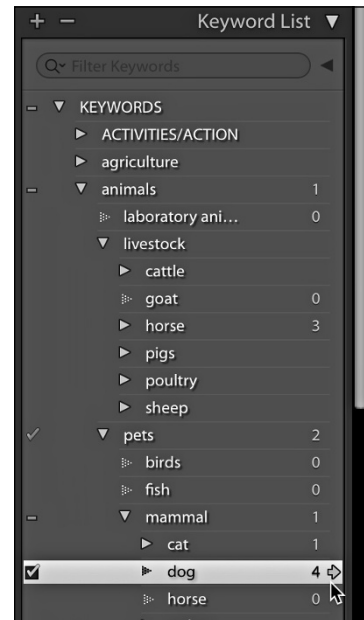 Keyword List
Filter Keywords
KEYWORDS
ACTIVITIES/ACTION
agriculture
animals 1
laboratory ani... 0
livestock
cattle
goat 0
horse 3
pigs
poultry
sheep
pets 2
birds 0
fish 0
mammal 1
cat 1
dog 4
horse 0